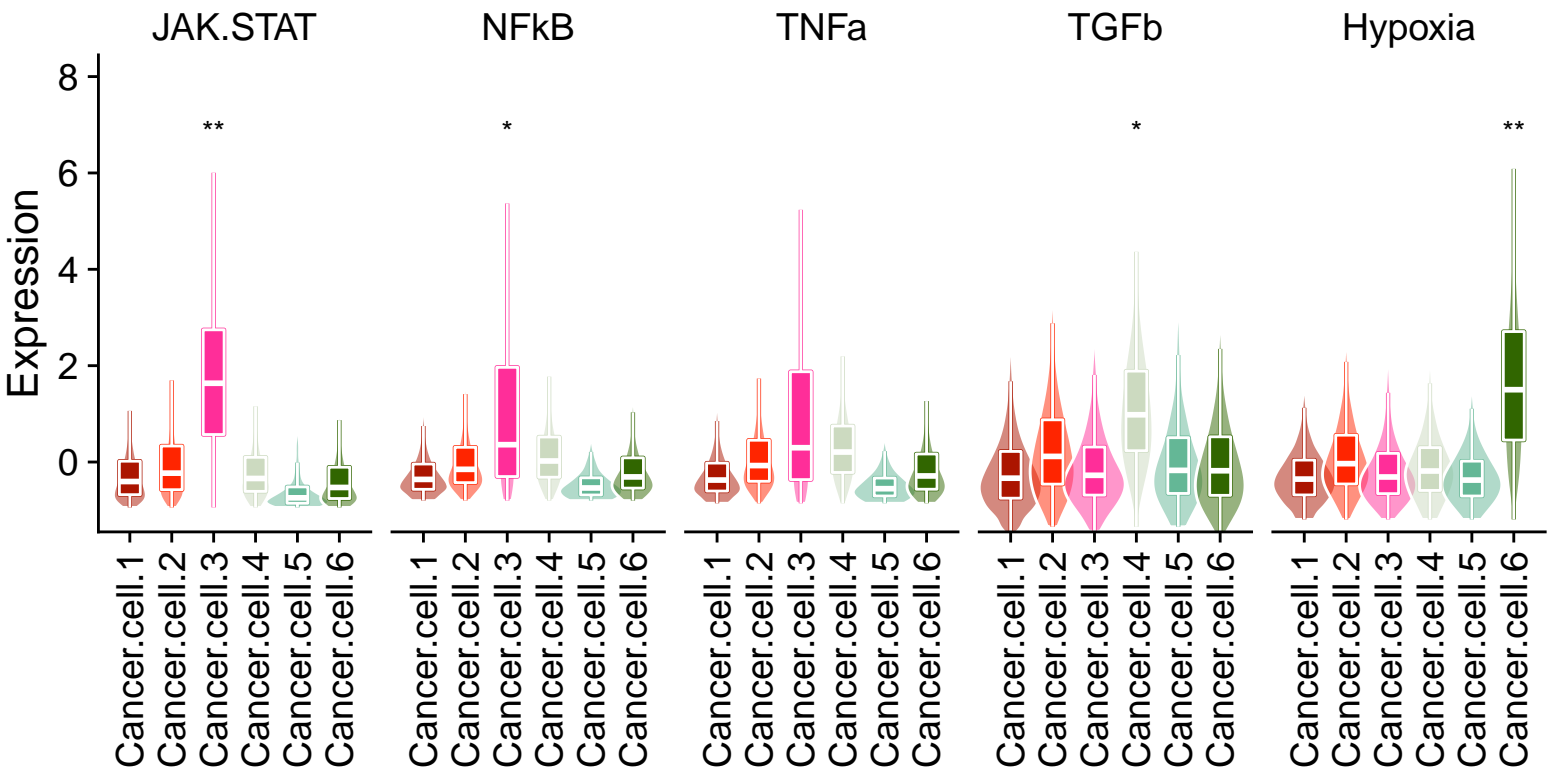 JAK.STAT NFkB TNFa TGFb Hypoxia
8
** * * **
6
Expression
4
2
0
Cancer.cell.1 Cancer.cell.2 Cancer.cell.3 Cancer.cell.4 Cancer.cell.5 Cancer.cell.6 Cancer.cell.1 Cancer.cell.2 Cancer.cell.3 Cancer.cell.4 Cancer.cell.5 Cancer.cell.6 Cancer.cell.1 Cancer.cell.2 Cancer.cell.3 Cancer.cell.4 Cancer.cell.5 Cancer.cell.6 Cancer.cell.1 Cancer.cell.2 Cancer.cell.3 Cancer.cell.4 Cancer.cell.5 Cancer.cell.6 Cancer.cell.1 Cancer.cell.2 Cancer.cell.3 Cancer.cell.4 Cancer.cell.5 Cancer.cell.6